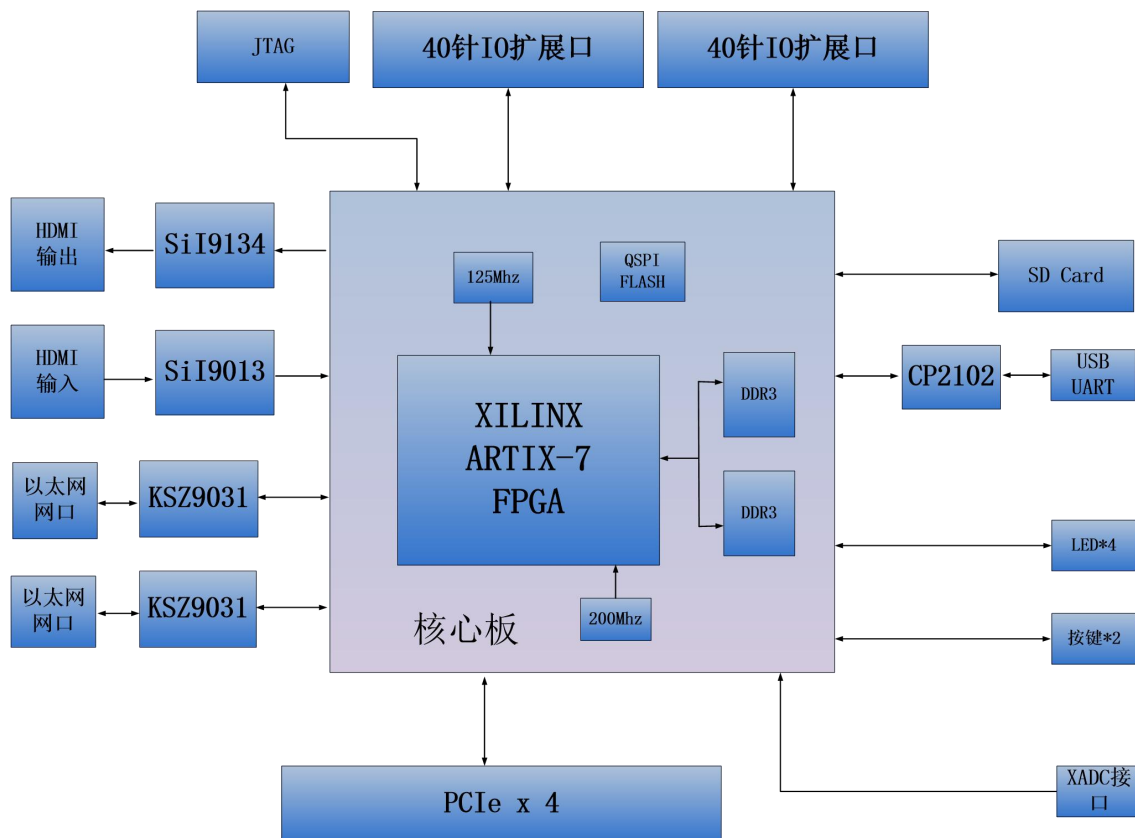 JTAG
40针IO扩展口
40针IO扩展口
HDMI
输出
SiI9134
125Mhz
QSPI
FLASH
SD Card
HDMI
输入
SiI9013
XILINX
ARTIX-7
FPGA
DDR3
CP2102
USB
UART
以太网
网口
KSZ9031
DDR3
LED*4
以太网
网口
KSZ9031
核心板
200Mhz
按键*2
PCIe x 4
XADC接
口